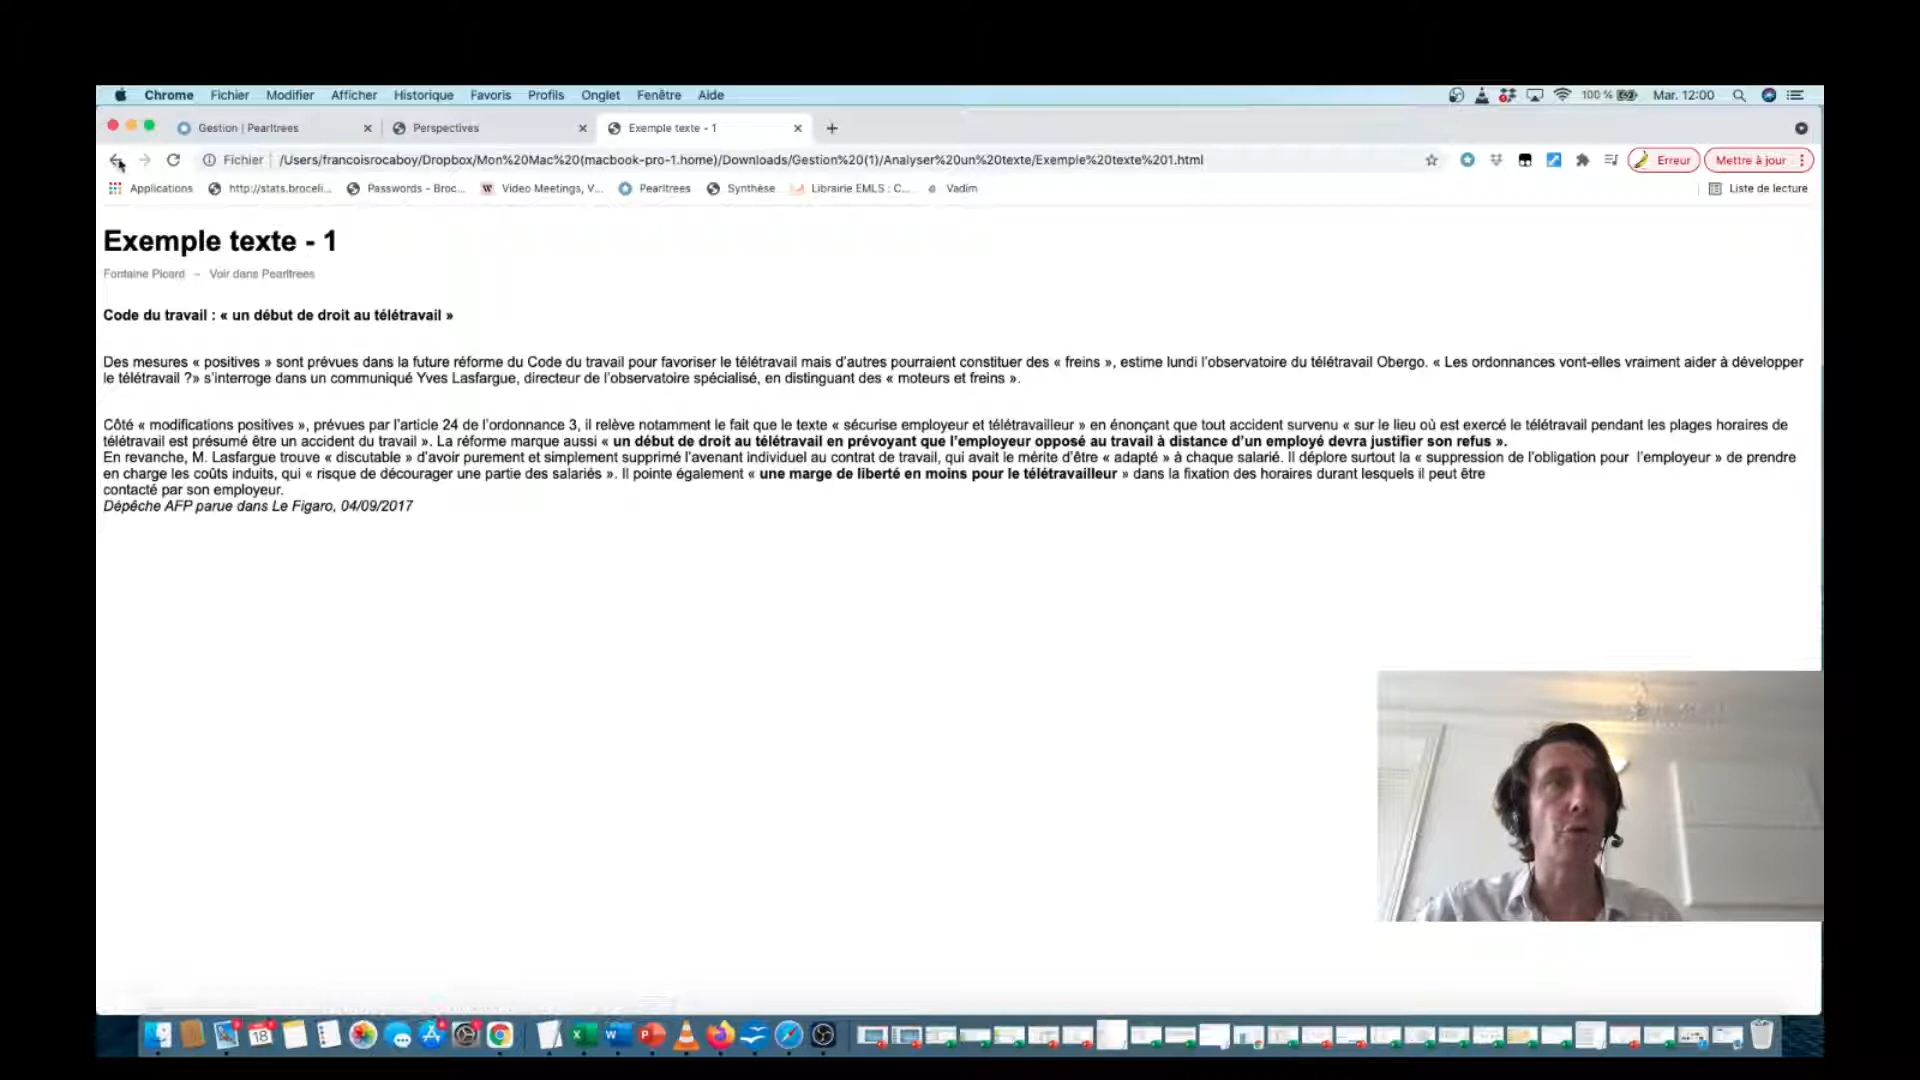 Chrome Fichier Modifier Afficher Historique Favoris Profils Onglet Fenêtre Aide 100 % Mar. 12:00
Gestion | Pearltrees Perspectives Exemple texte - 1
Fichier /Users/francoisrocaboy/Dropbox/Mon%20Mac%20(macbook-pro-1.home)/Downloads/Gestion%20(1)/Analyser%20un%20texte/Exemple%20texte%201.html Erreur Mettre à jour
Applications http://stats.broceli... Passwords - Broc... Video Meetings, V... Pearltrees Synthèse Librairie EMLS : C... Vadim Liste de lecture
Exemple texte - 1
Fontaine Picard – Voir dans Pearltrees
Code du travail : « un début de droit au télétravail »
Des mesures « positives » sont prévues dans la future réforme du Code du travail pour favoriser le télétravail mais d'autres pourraient constituer des « freins », estime lundi l'observatoire du télétravail Obergo. « Les ordonnances vont-elles vraiment aider à développer
le télétravail ?» s'interroge dans un communiqué Yves Lasfargue, directeur de l'observatoire spécialisé, en distinguant des « moteurs et freins ».
Côté « modifications positives », prévues par l'article 24 de l'ordonnance 3, il relève notamment le fait que le texte « sécurise employeur et télétravailleur » en énonçant que tout accident survenu « sur le lieu où est exercé le télétravail pendant les plages horaires de
télétravail est présumé être un accident du travail ». La réforme marque aussi « un début de droit au télétravail en prévoyant que l'employeur opposé au travail à distance d'un employé devra justifier son refus ».
En revanche, M. Lasfargue trouve « discutable » d'avoir purement et simplement supprimé l'avenant individuel au contrat de travail, qui avait le mérite d'être « adapté » à chaque salarié. Il déplore surtout la « suppression de l'obligation pour l'employeur » de prendre
en charge les coûts induits, qui « risque de décourager une partie des salariés ». Il pointe également « une marge de liberté en moins pour le télétravailleur » dans la fixation des horaires durant lesquels il peut être
contacté par son employeur.
Dépêche AFP parue dans Le Figaro, 04/09/2017
18